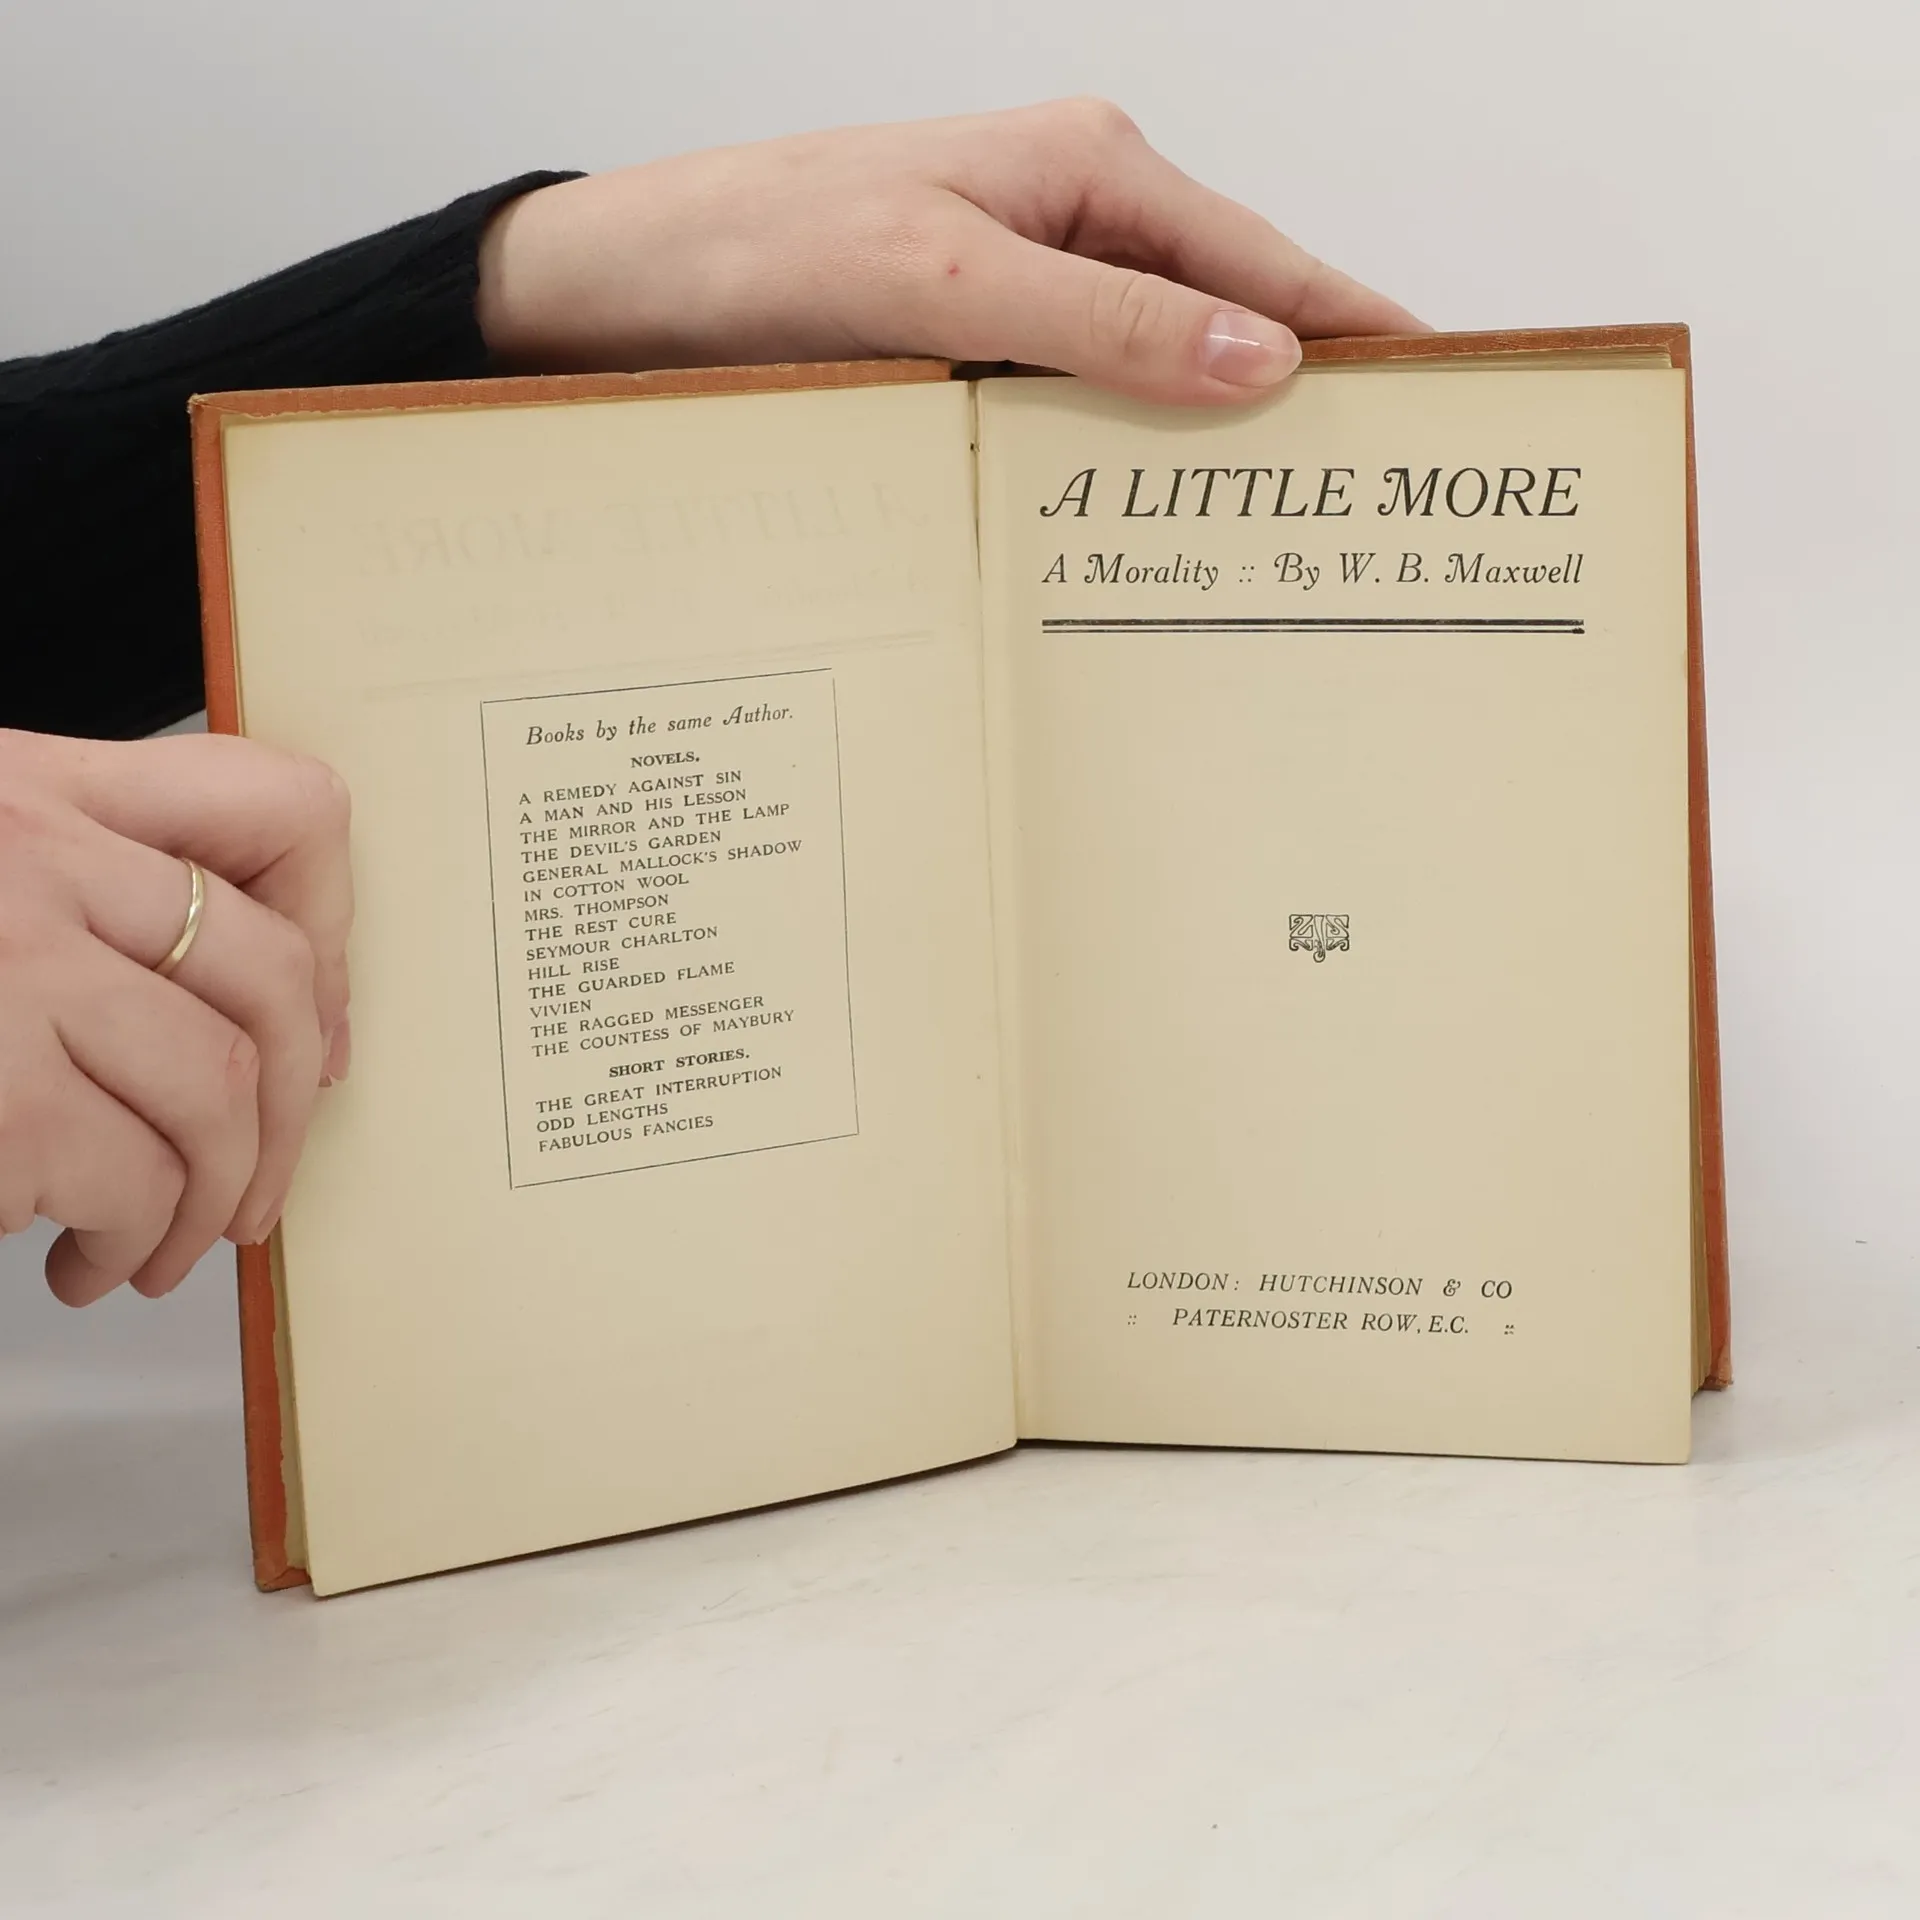 Books by the same Author.
NOVELS.
A REMEDY AGAINST SIN
A MAN AND HIS LESSON
THE MIRROR AND THE LAMP
THE DEVIL'S GARDEN
GENERAL MALLOCK'S SHADOW
IN COTTON WOOL
MRS. THOMPSON
THE REST CURE
SEYMOUR CHARLTON
HILL RISE
THE GUARDED FLAME
VIVIEN
THE RAGGED MESSENGER
THE COUNTESS OF MAYBURY
SHORT STORIES.
THE GREAT INTERRUPTION
ODD LENGTHS
FABULOUS FANCIES
A LITTLE MORE
A Morality :: By W. B. Maxwell
LONDON: HUTCHINSON & CO
:: PATERNOSTER ROW, E.C. ::